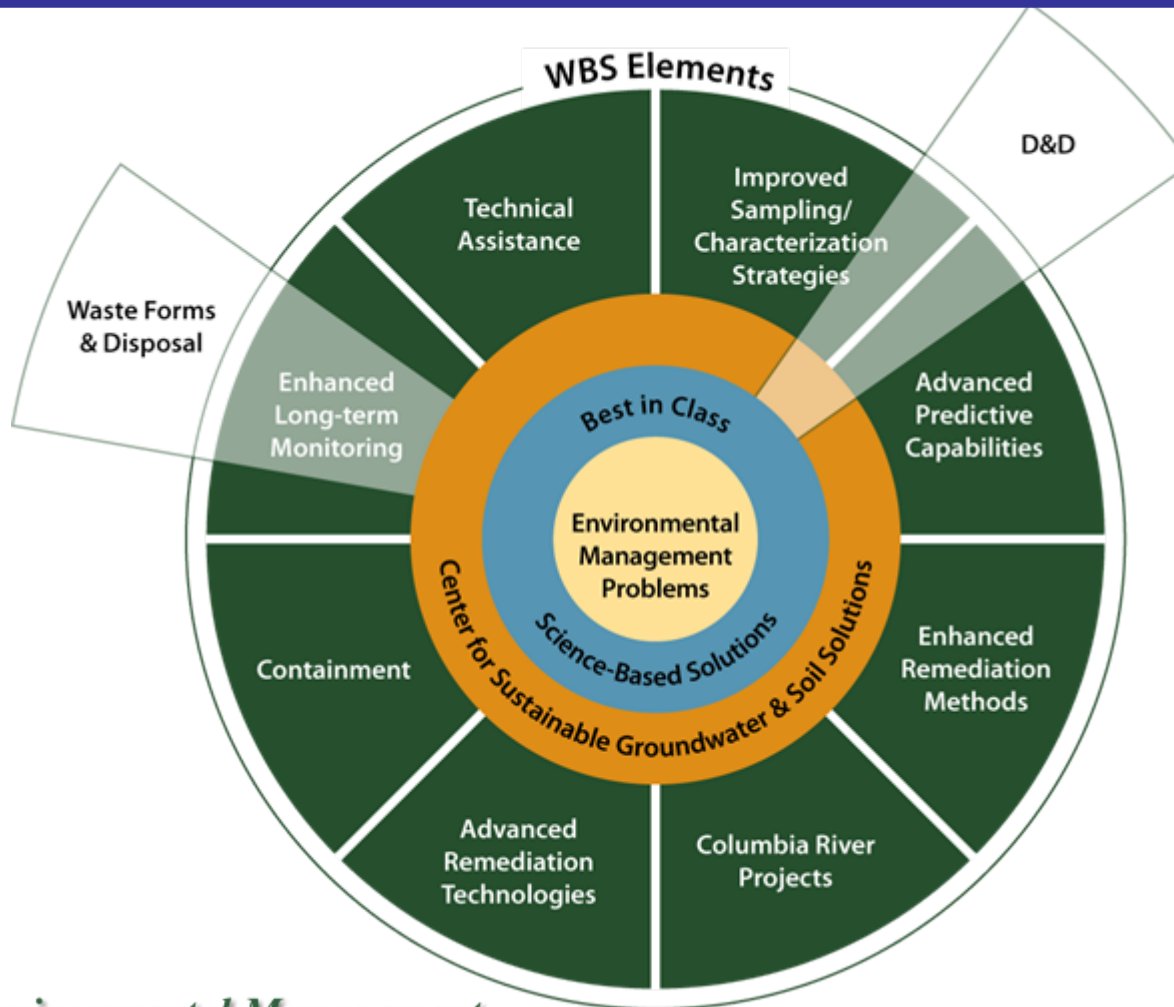 WBS Elements
D&D
Improved
Sampling/
Characterization
Strategies
Technical
Assistance
Waste Forms
& Disposal
Enhanced
Long-term
Monitoring
Advanced
Predictive
Capabilities
Best in Class
Environmental
Management
Problems
Science-Based Solutions
Center for Sustainable Groundwater & Soil Solutions
Containment
Enhanced
Remediation
Methods
Advanced
Remediation
Technologies
Columbia River
Projects